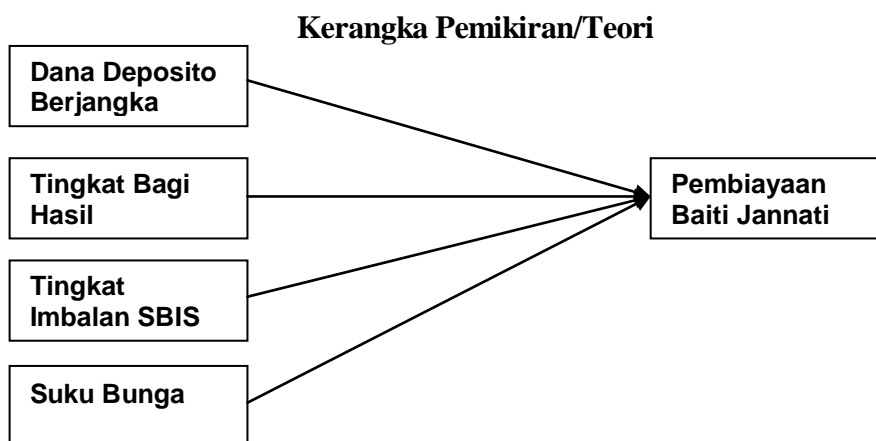 Kerangka Pemikiran/Teori
Dana Deposito
Berjangka
Tingkat Bagi
Hasil
Pembiayaan
Baiti Jannati
Tingkat
Imbalan SBIS
Suku Bunga